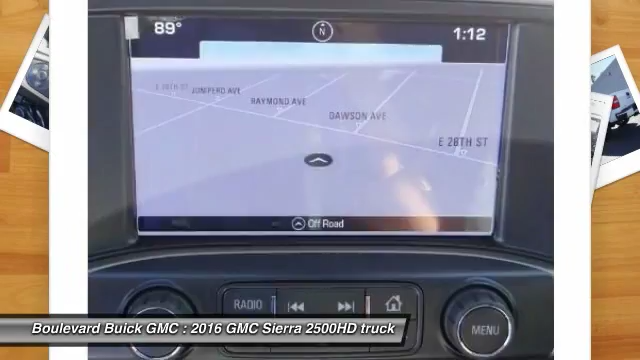 89°
N
1:12
E 28TH ST
JUNIPERO AVE
RAYMOND AVE
DAWSON AVE
E 28TH ST
Off Road
RADIO
MENU
Boulevard Buick GMC : 2016 GMC Sierra 2500HD truck